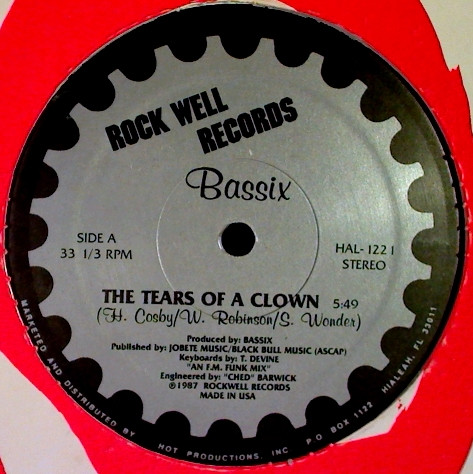 ROCK WELL
RECORDS
Bassix
SIDE A
33 1/3 RPM
HAL-1221
STEREO
THE TEARS OF A CLOWN 5:49
(H. Cosby/W. Robinson/S. Wonder)
Produced by: BASSIX
Published by: JOBETE MUSIC/BLACK BULL MUSIC (ASCAP)
Keyboards by: T. DEVINE
"AN F.M. FUNK MIX"
Engineered by: "CHED" BARWICK
℗1987 ROCKWELL RECORDS
MADE IN USA
MARKETED AND DISTRIBUTED BY HOT PRODUCTIONS, INC P O BOX 1122 HIALEAH, FL 33011